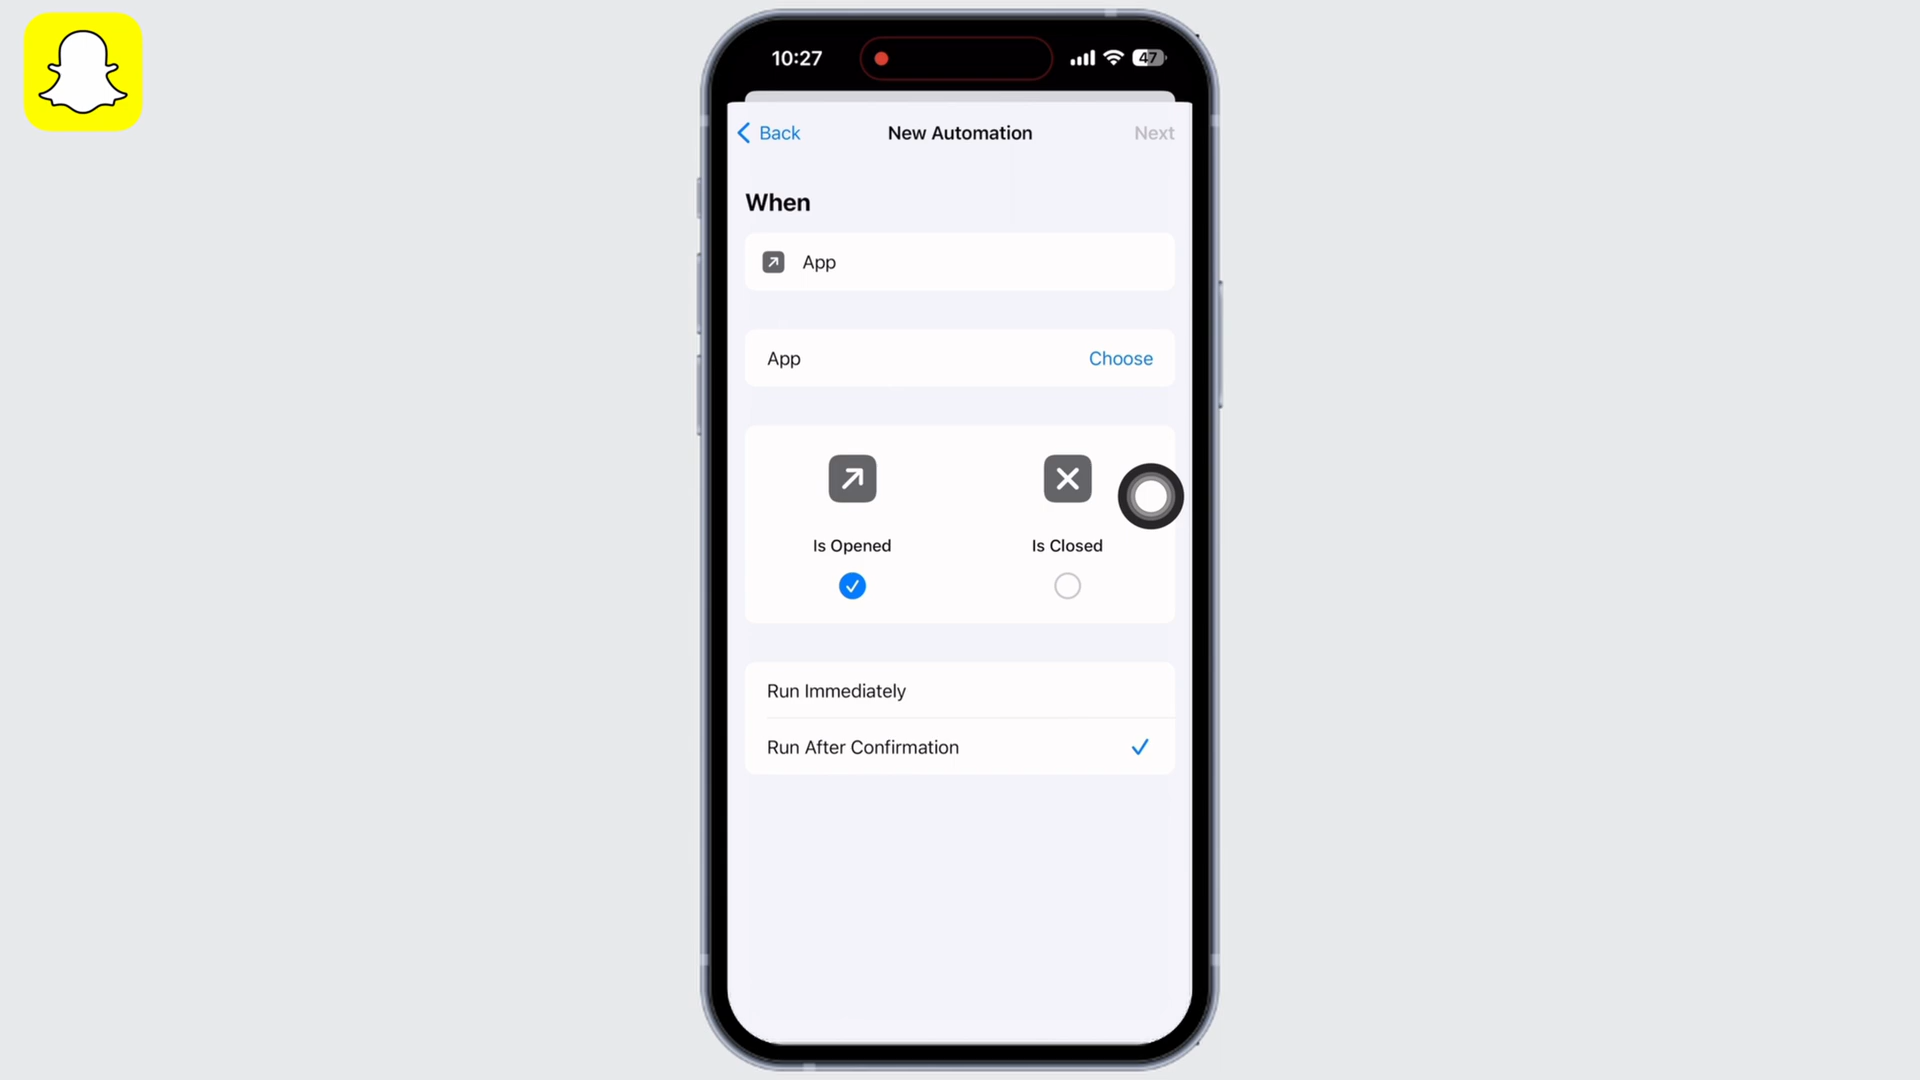 10:27
47
Back
New Automation
Next
When
App
App
Choose
Is Opened
Is Closed
Run Immediately
Run After Confirmation